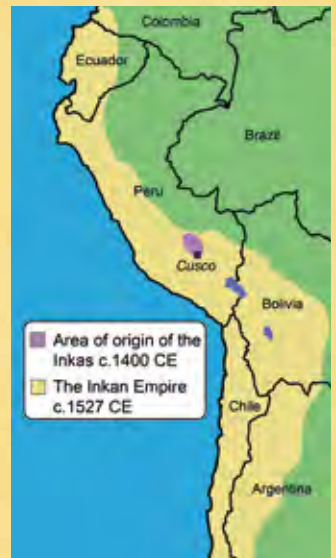 Colombia
Ecuador
Brazil
Peru
Cusco
Bolivia
Area of origin of the
Inkas c.1400 CE
The Inkan Empire
c.1527 CE
Chile
Argentina